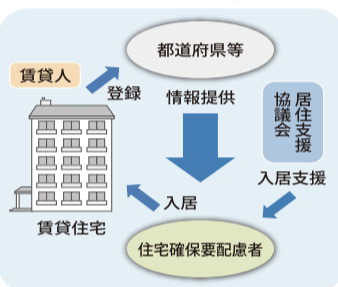 都道府県等
賃貸人
登録
情報提供
居住支援
協議会
入居支援
入居
賃貸住宅
住宅確保要配慮者